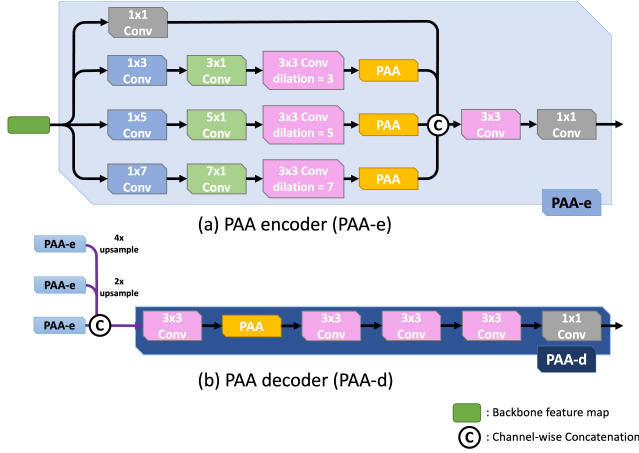 1x1
Conv
1x3
Conv
3x1
Conv
3x3 Conv
dilation = 3
PAA
1x5
Conv
5x1
Conv
3x3 Conv
dilation = 5
PAA
C
3x3
Conv
1x1
Conv
1x7
Conv
7x1
Conv
3x3 Conv
dilation = 7
PAA
PAA-e
(a) PAA encoder (PAA-e)
PAA-e
4x
upsample
PAA-e
2x
upsample
PAA-e
C
3x3
Conv
PAA
3x3
Conv
3x3
Conv
3x3
Conv
1x1
Conv
PAA-d
(b) PAA decoder (PAA-d)
: Backbone feature map
C : Channel-wise Concatenation